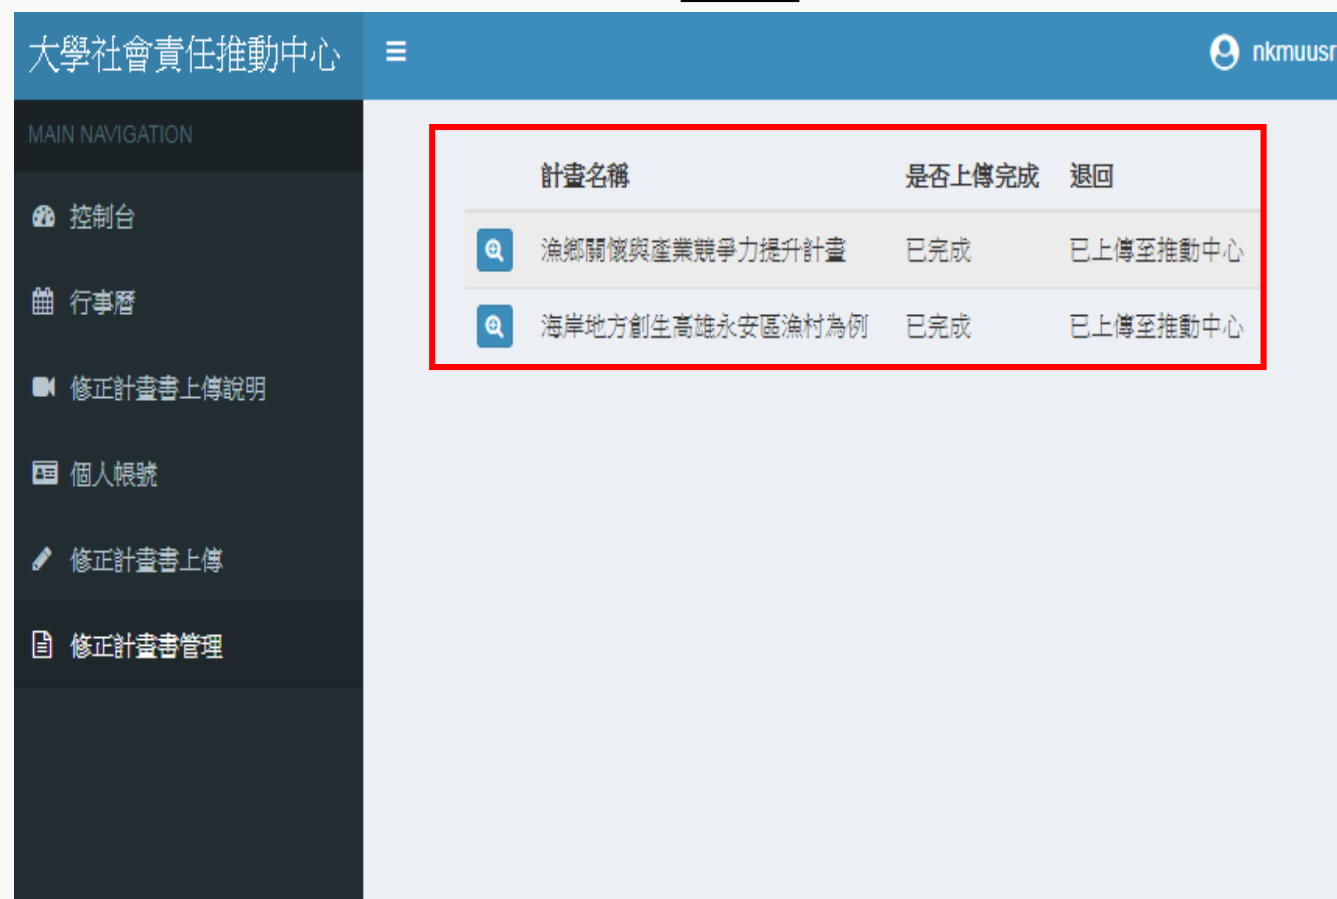 大學社會責任推動中心
nkmuusr
MAIN NAVIGATION
控制台
行事曆
修正計畫書上傳說明
個人帳號
修正計畫書上傳
修正計畫書管理
計畫名稱 是否上傳完成 退回
漁鄉關懷與產業競爭力提升計畫 已完成 已上傳至推動中心
海岸地方創生高雄永安區漁村為例 已完成 已上傳至推動中心